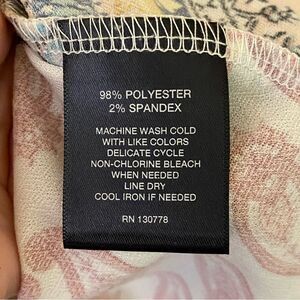 98% POLYESTER
2% SPANDEX
MACHINE WASH COLD
WITH LIKE COLORS
DELICATE CYCLE
NON-CHLORINE BLEACH
WHEN NEEDED
LINE DRY
COOL IRON IF NEEDED
RN 130778